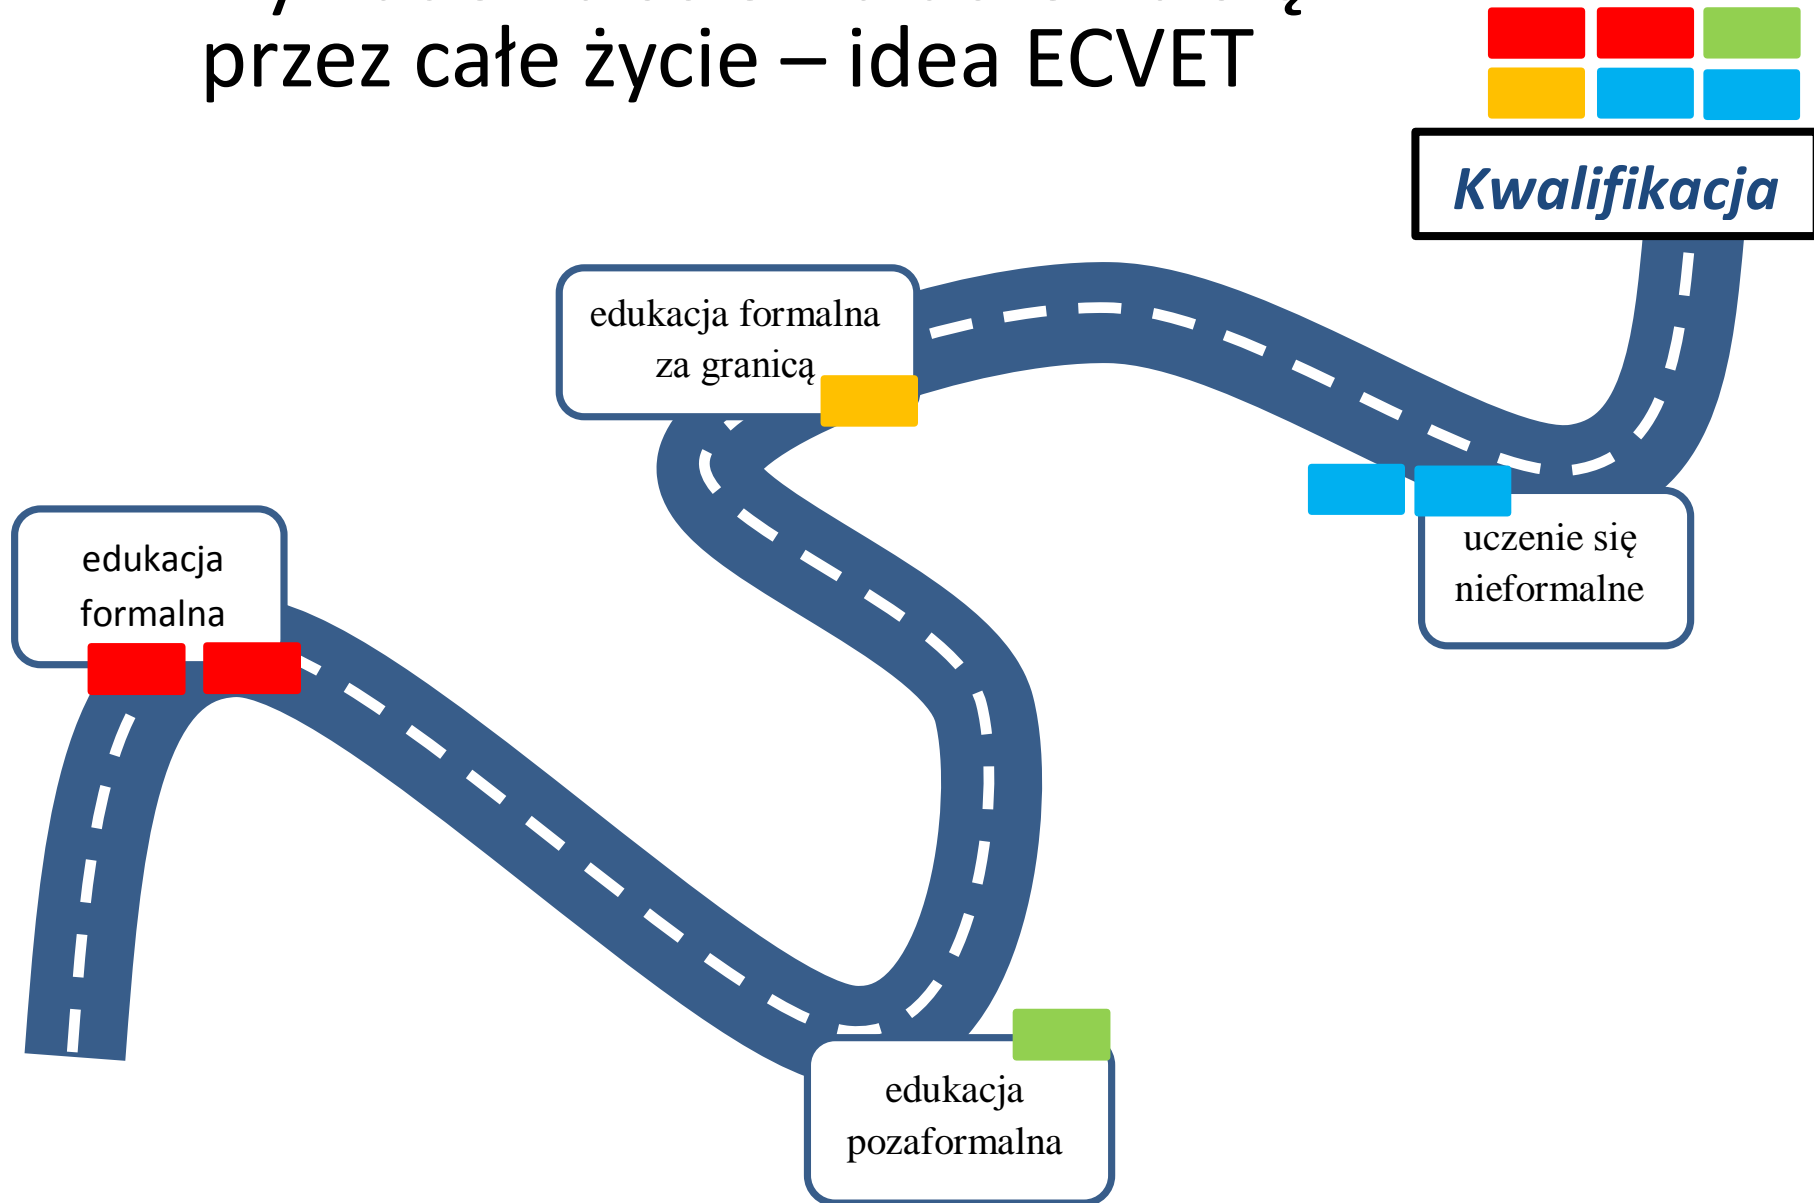 przez całe życie – idea ECVET
Kwalifikacja
edukacja formalna
za granicą
edukacja
formalna
uczenie się
nieformalne
edukacja
pozaformalna